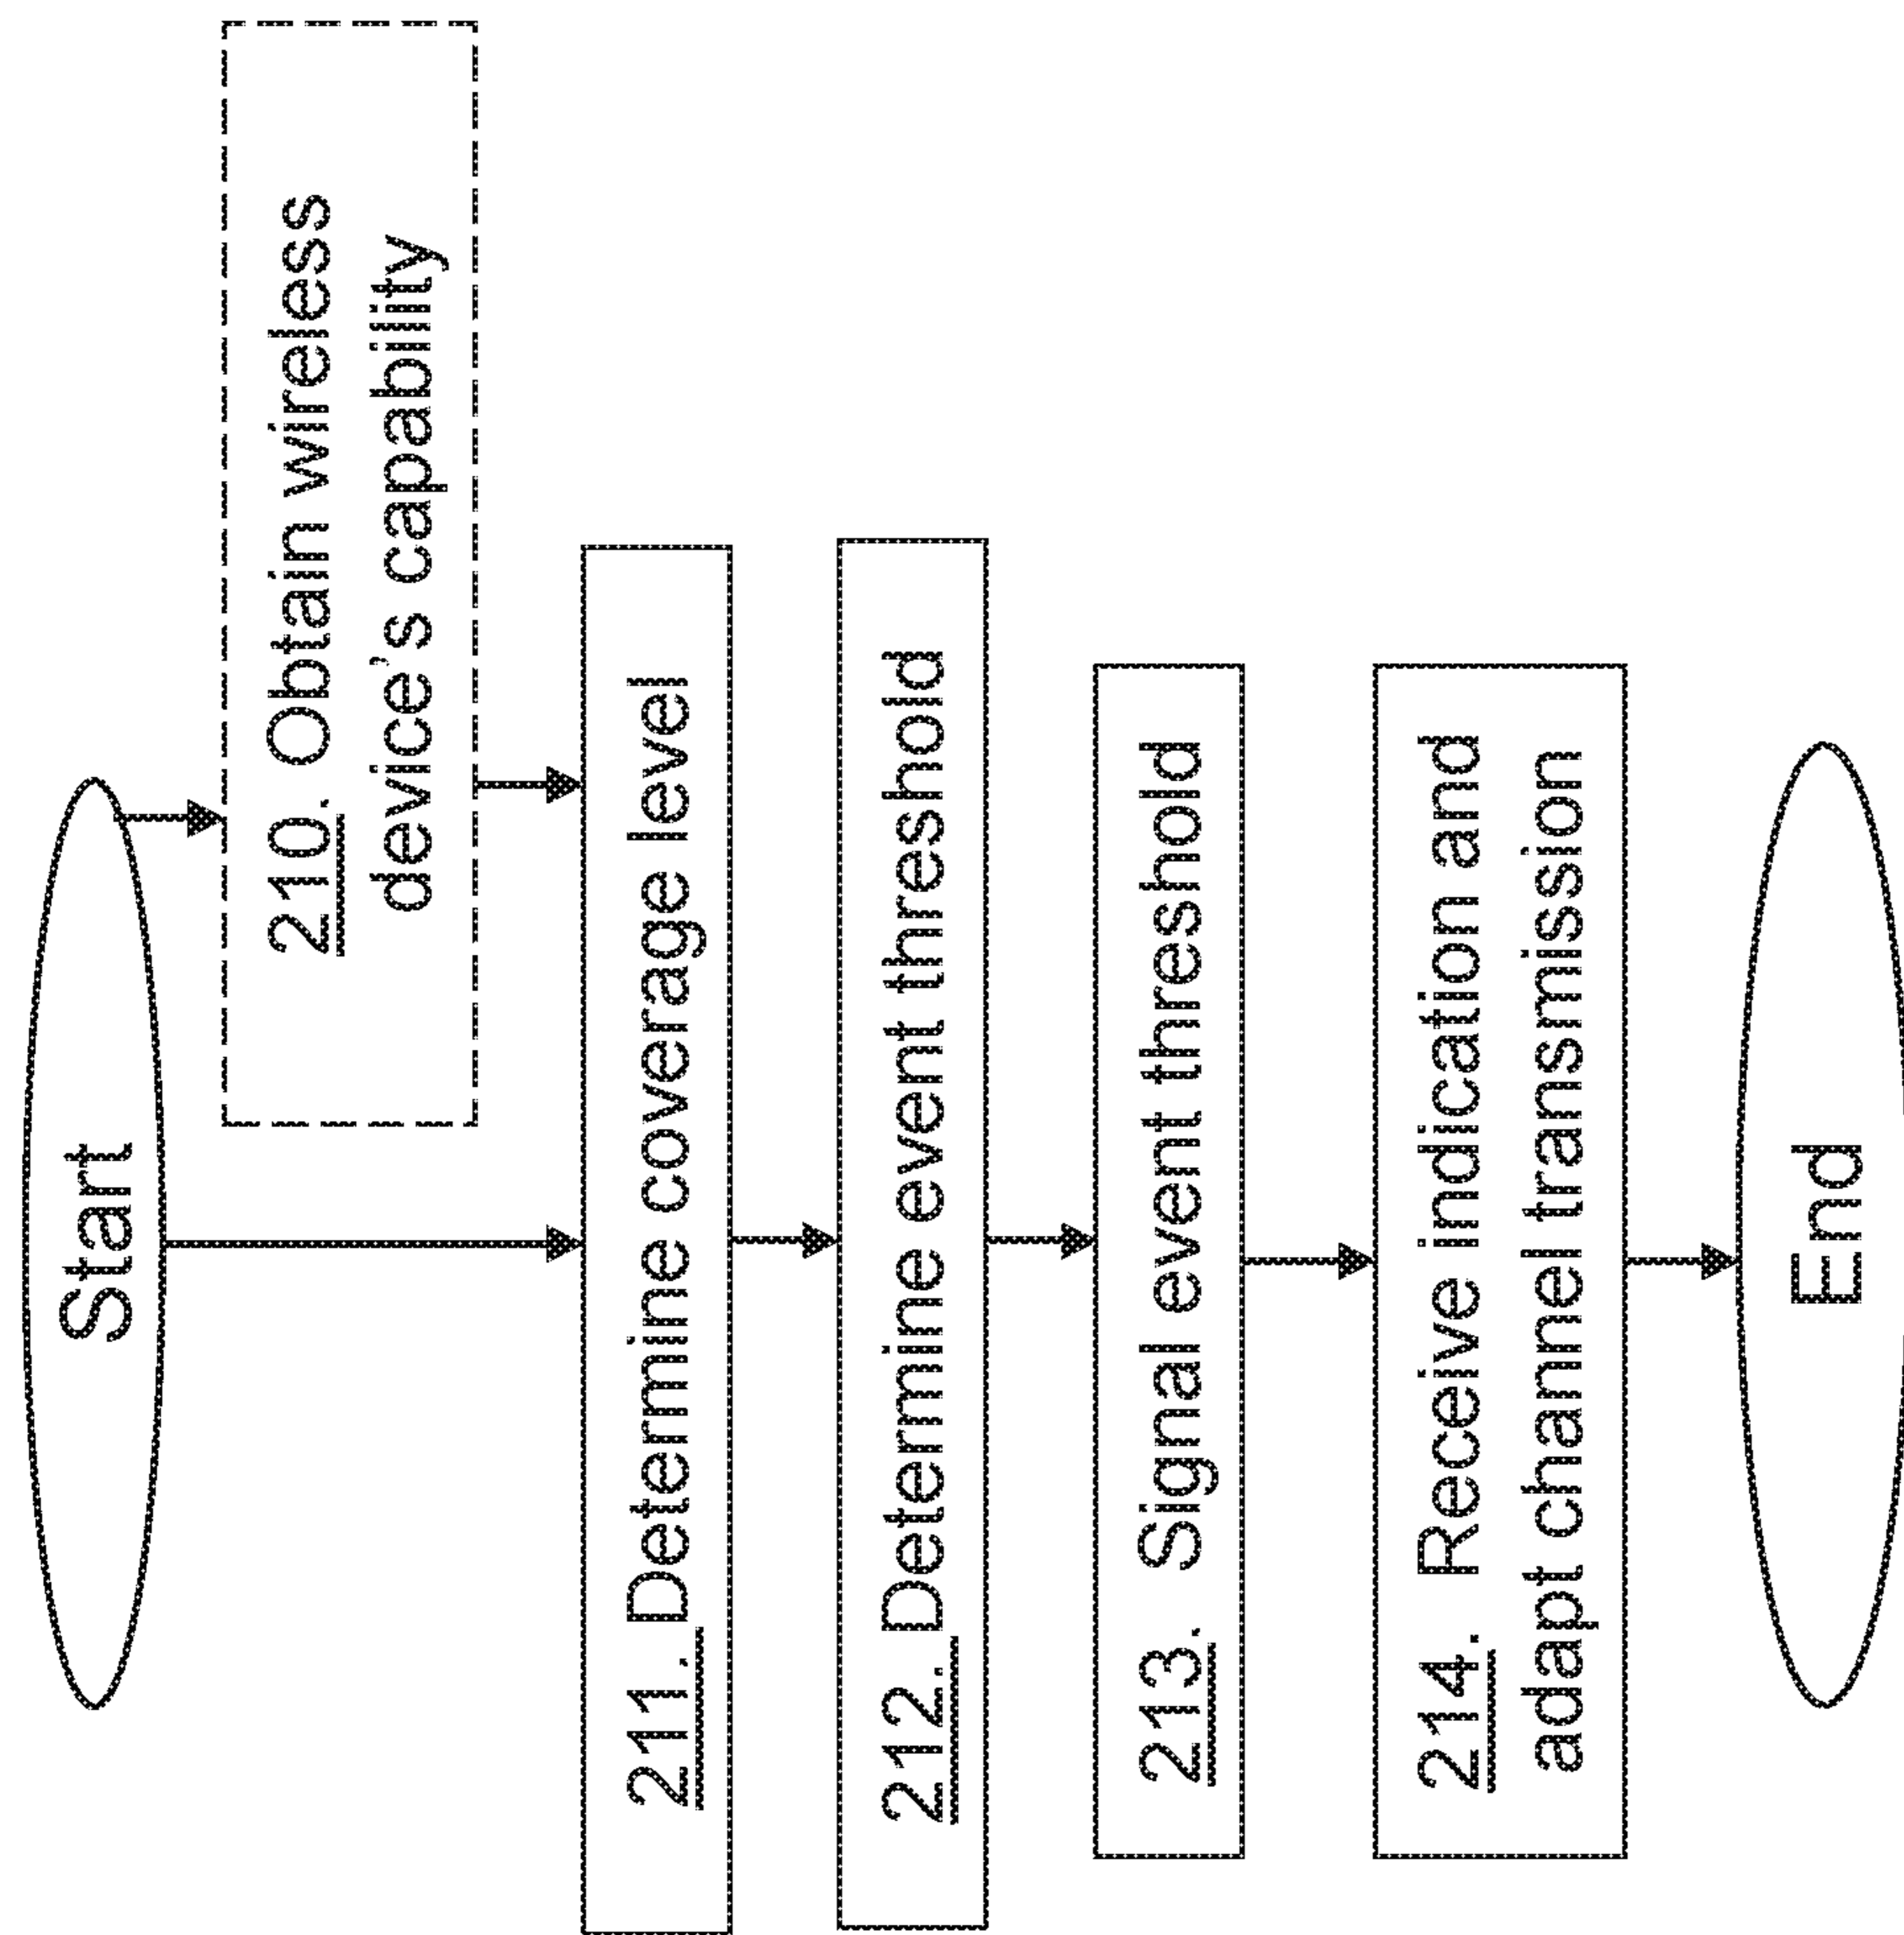 Start
210. Obtain wireless
device's capability
211. Determine coverage level
212. Determine event threshold
213. Signal event threshold
214. Receive indication and
adapt channel transmission
End